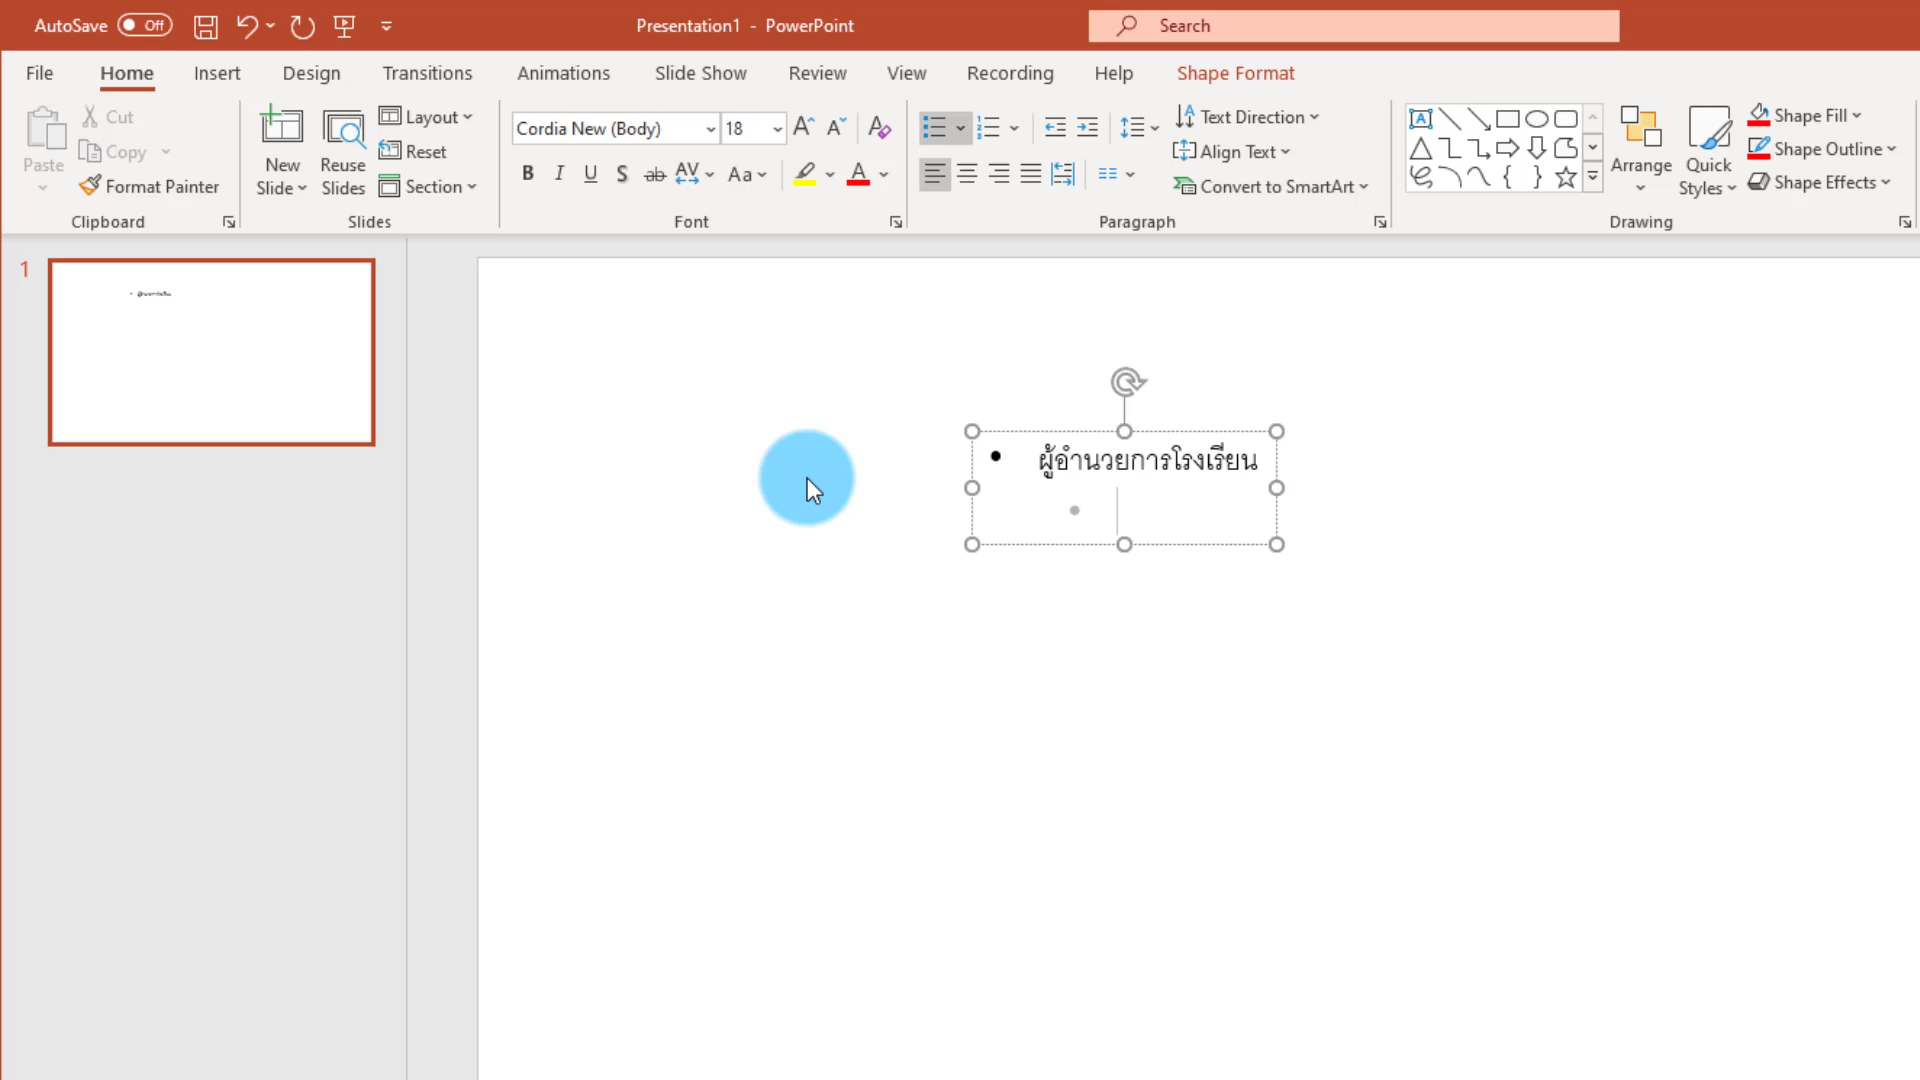 AutoSave Off
Presentation1 - PowerPoint
Search
File Home Insert Design Transitions Animations Slide Show Review View Recording Help Shape Format
Paste
Cut
Copy
Format Painter
Clipboard
New Slide
Reuse Slides
Layout
Reset
Section
Slides
Cordia New (Body) 18
Font
Text Direction
Align Text
Convert to SmartArt
Paragraph
Arrange
Quick Styles
Shape Fill
Shape Outline
Shape Effects
Drawing
1
• ผู้อำนวยการโรงเรียน
•